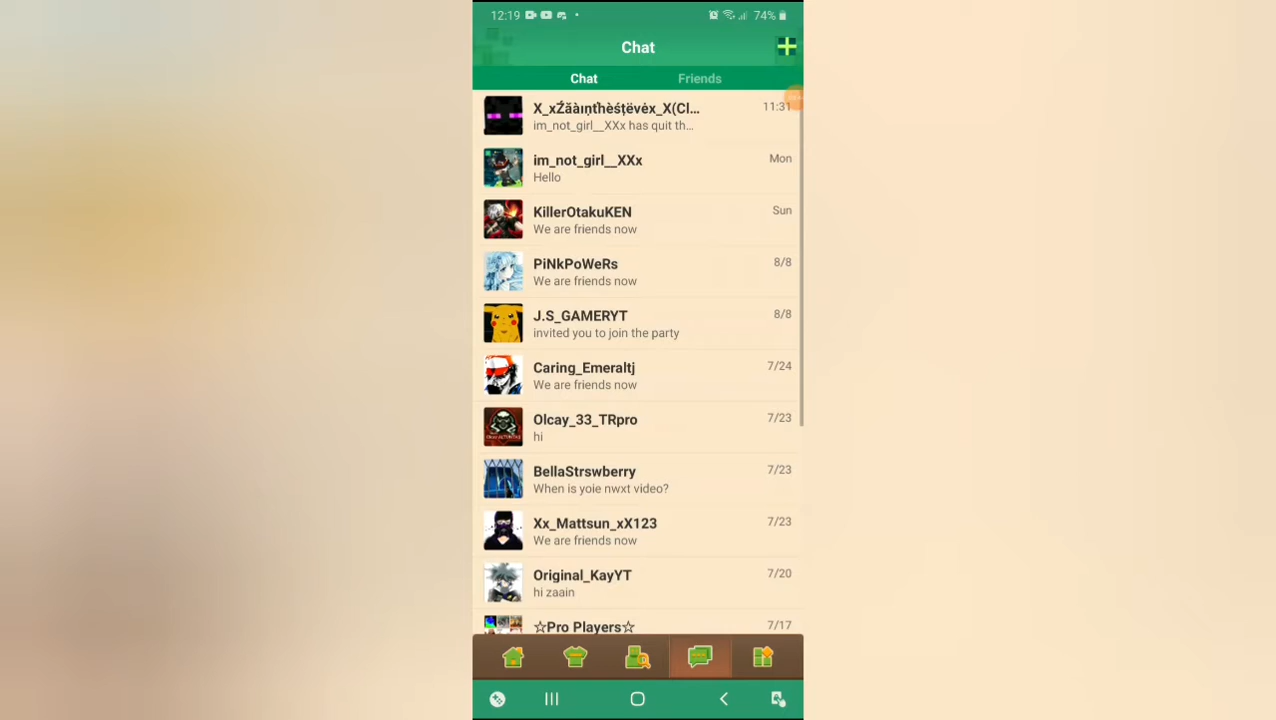 12:19
74%
Chat
Chat Friends
11:31
im_not_girl__XXx has quit th...
im_not_girl__XXx Mon
Hello
KillerOtakuKEN Sun
We are friends now
PiNkPoWeRs 8/8
We are friends now
J.S_GAMERYT 8/8
invited you to join the party
Caring_Emeraltj 7/24
We are friends now
Olcay_33_TRpro 7/23
hi
BellaStrswberry 7/23
When is yoie nwxt video?
Xx_Mattsun_xX123 7/23
We are friends now
Original_KayYT 7/20
hi zaain
☆Pro Players☆ 7/17